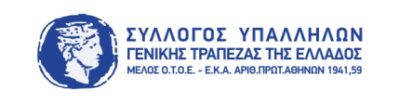 ΣΥΛΛΟΓΟΣ ΥΠΑΛΛΗΛΩΝ
ΓΕΝΙΚΗΣ ΤΡΑΠΕΖΑΣ ΤΗΣ ΕΛΛΑΔΟΣ
ΜΕΛΟΣ Ο.Τ.Ο.Ε. - Ε.Κ.Α. ΑΡΙΘ.ΠΡΩΤ.ΑΘΗΝΩΝ 1941,59